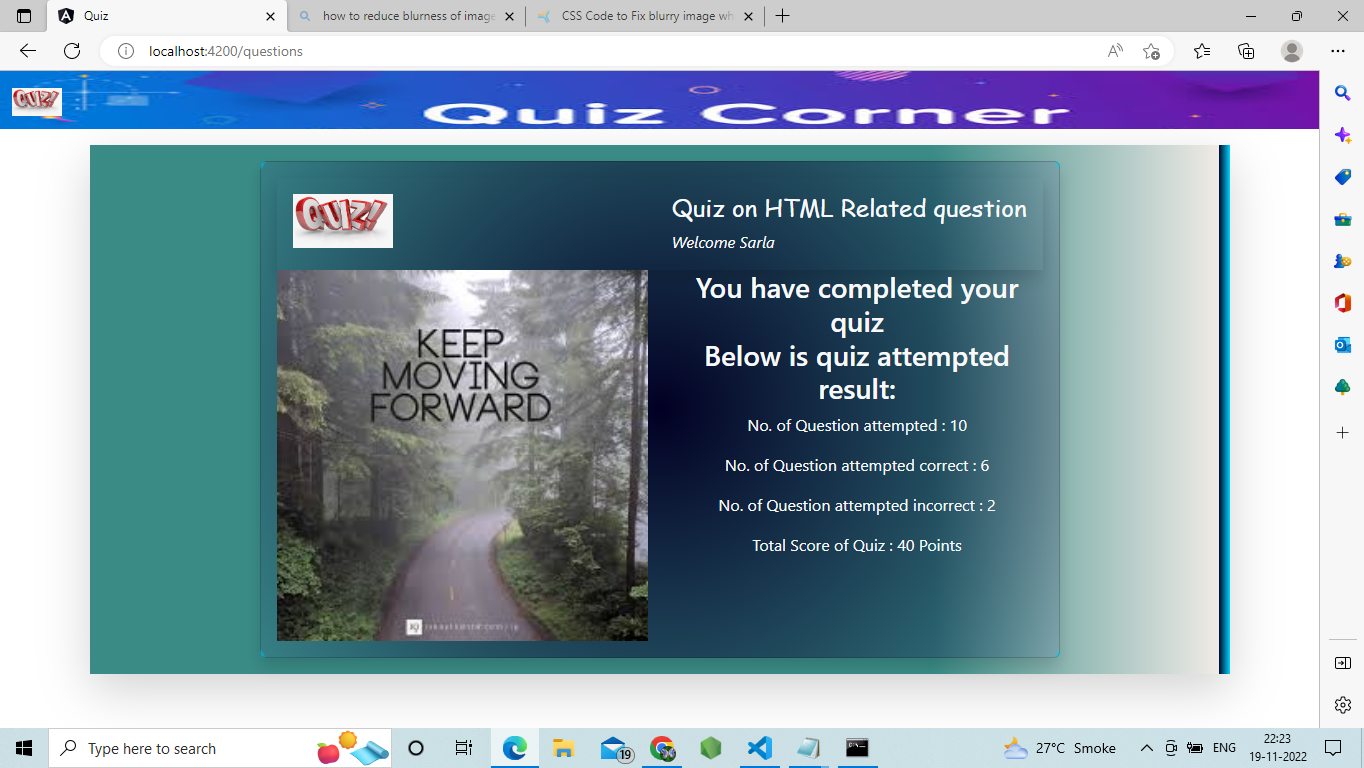 Quiz
how to reduce blurness of image
CSS Code to Fix blurry image wh
localhost:4200/questions
QUIZ!
Quiz Corner
QUIZ!
Quiz on HTML Related question
Welcome Sarla
KEEP
MOVING
FORWARD
You have completed your
quiz
Below is quiz attempted
result:
No. of Question attempted : 10
No. of Question attempted correct : 6
No. of Question attempted incorrect : 2
Total Score of Quiz : 40 Points
Type here to search
19
27°C Smoke
ENG
22:23
19-11-2022